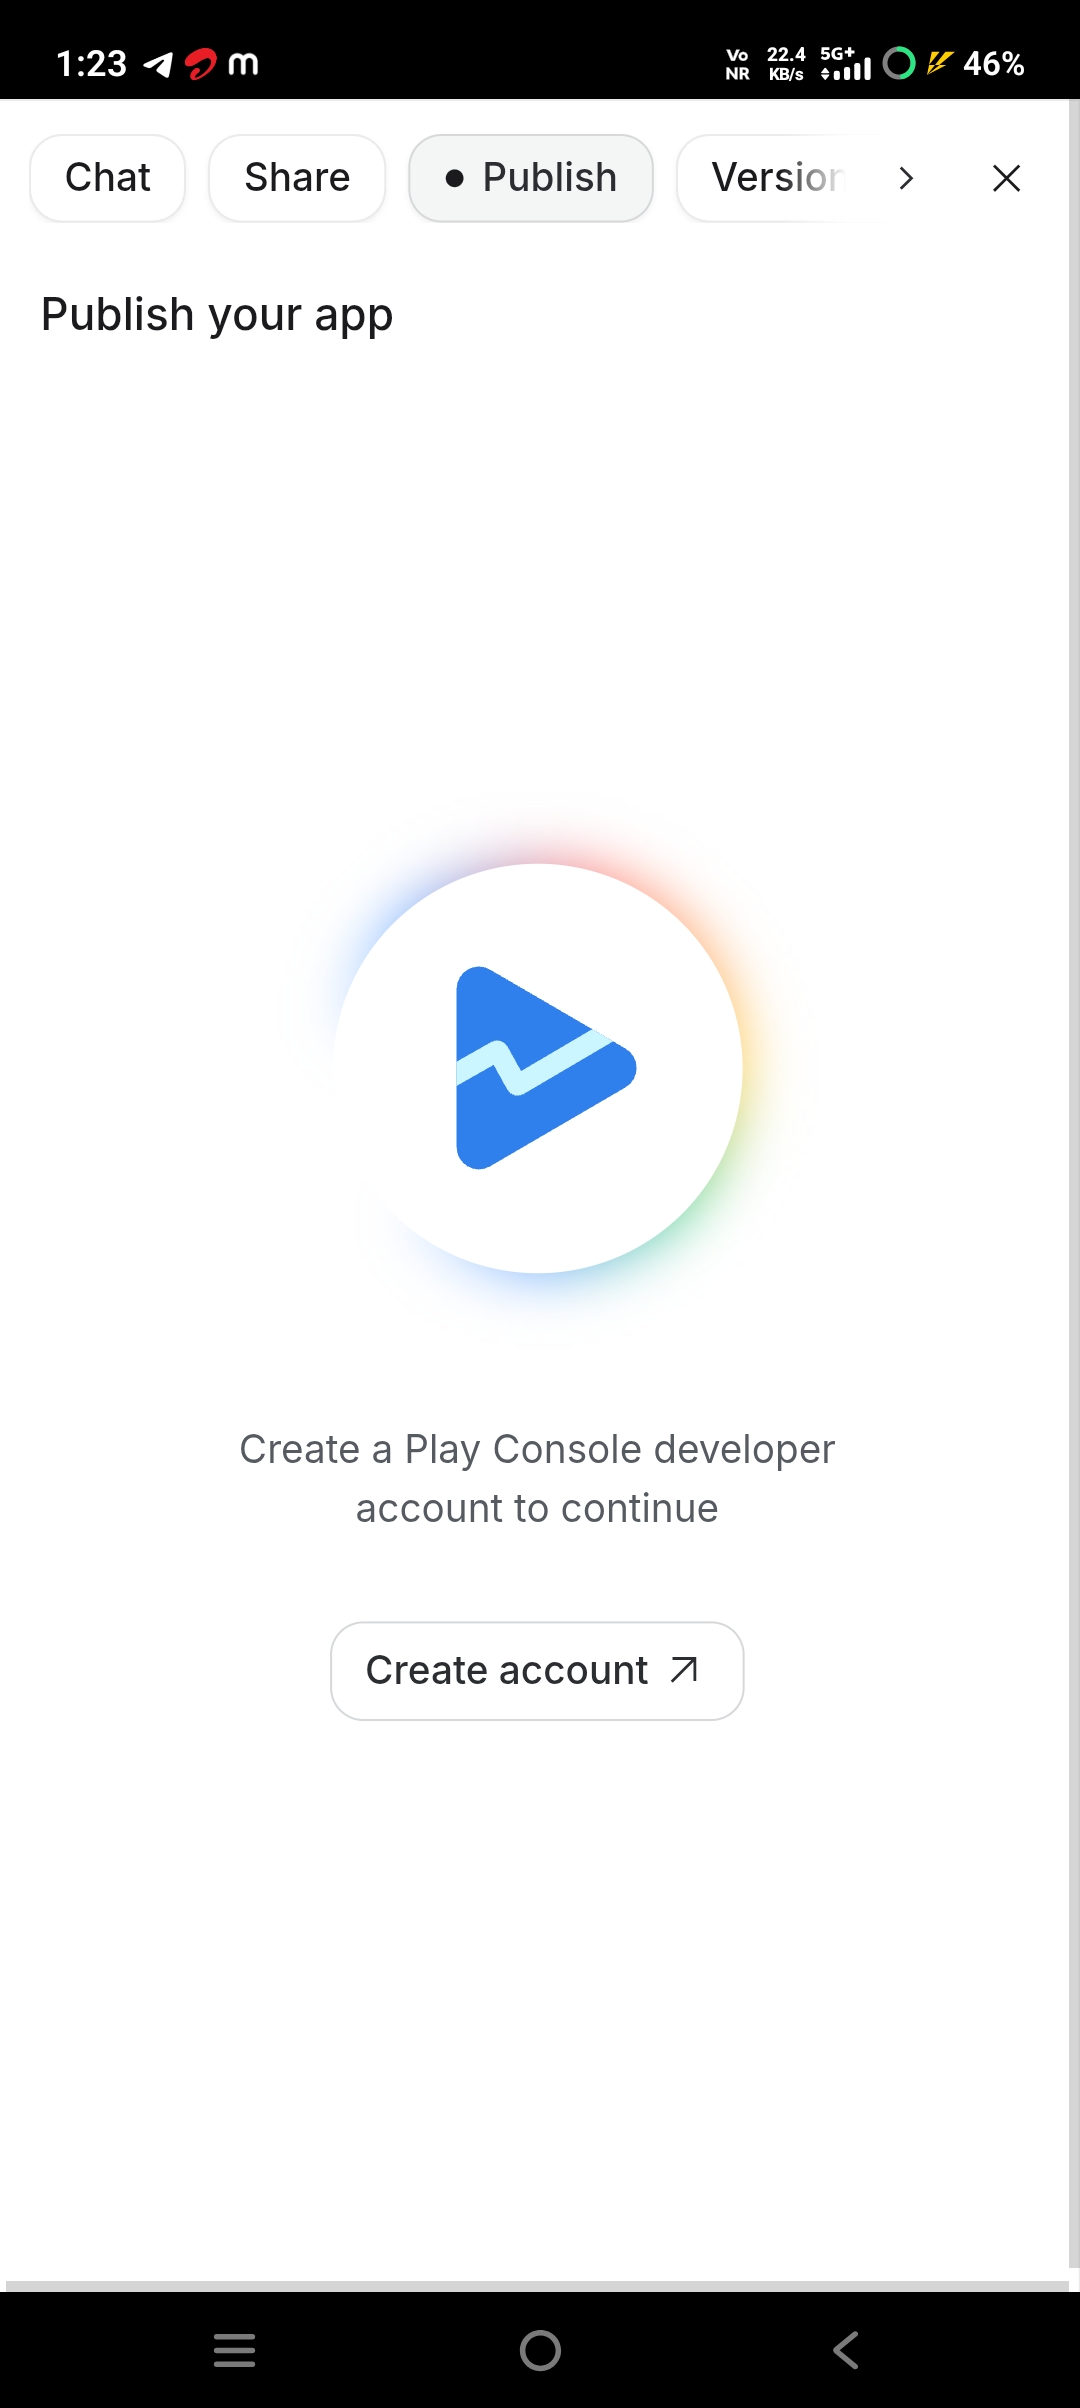 1:23
Vo NR 22.4 KB/s 5G+ 46%
Chat Share Publish Version
Publish your app
Create a Play Console developer
account to continue
Create account